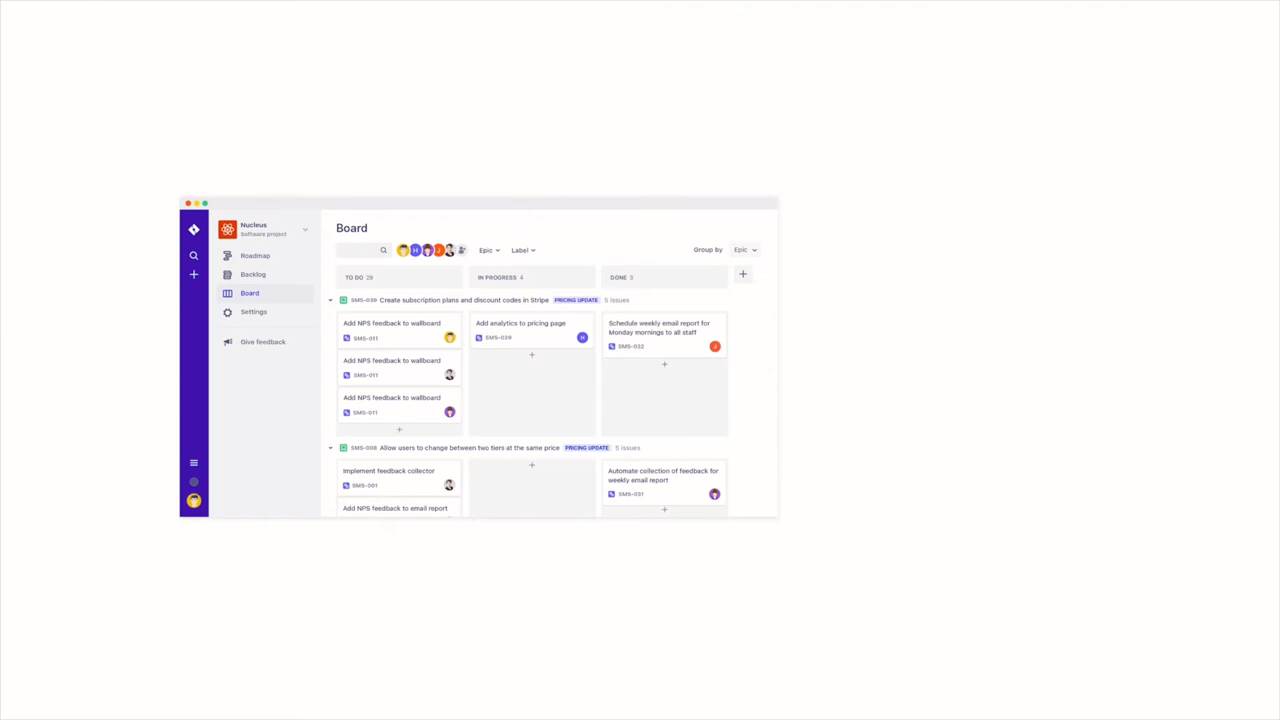 Nucleus
Software project
Roadmap
Backlog
Board
Settings
Give feedback
Board
Epic
Label
Group by
Epic
TO DO 29
IN PROGRESS 4
DONE 3
SMS-039 Create subscription plans and discount codes in Stripe PRICING UPDATE 5 issues
Add NPS feedback to wallboard
SMS-011
Add NPS feedback to wallboard
SMS-011
Add NPS feedback to wallboard
SMS-011
Add analytics to pricing page
SMS-039
H
Schedule weekly email report for
Monday mornings to all staff
SMS-032
J
SMS-008 Allow users to change between two tiers at the same price PRICING UPDATE 5 issues
Implement feedback collector
SMS-001
Add NPS feedback to email report
Automate collection of feedback for
weekly email report
SMS-031